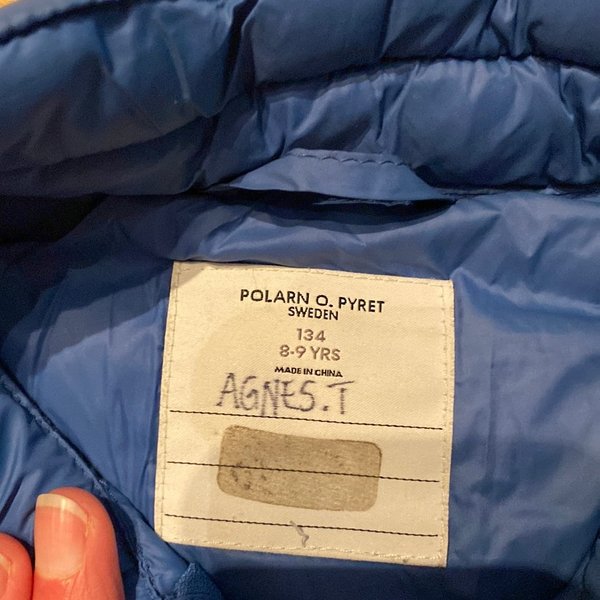 POLARN O. PYRET
SWEDEN
134
8-9 YRS
MADE IN CHINA
AGNES.T